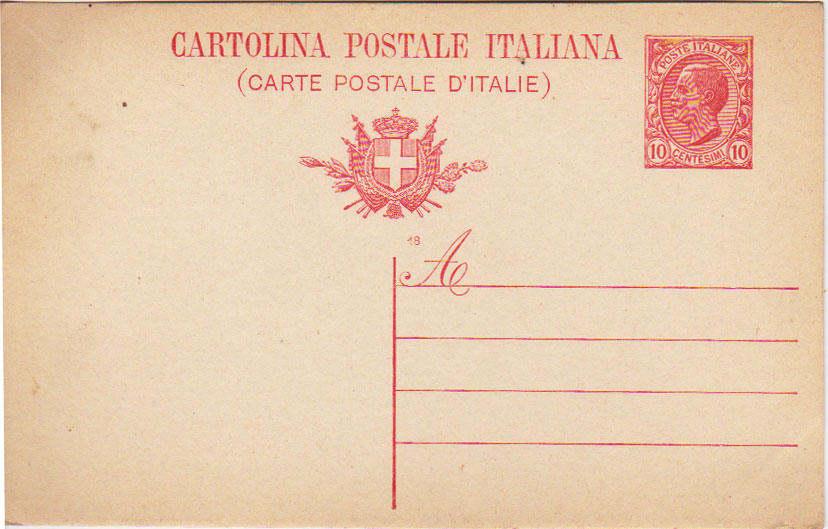 CARTOLINA POSTALE ITALIANA
(CARTE POSTALE D'ITALIE)
POSTE ITALIANE
10 CENTESIMI 10
18
A